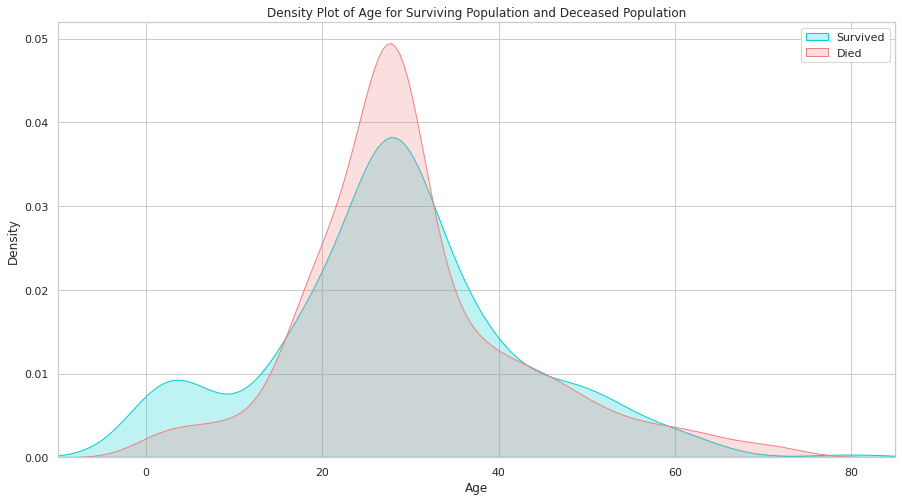 Density Plot of Age for Surviving Population and Deceased Population
Survived
Died
0.05
0.04
0.03
0.02
0.01
0.00
Density
0
20
40
60
80
Age